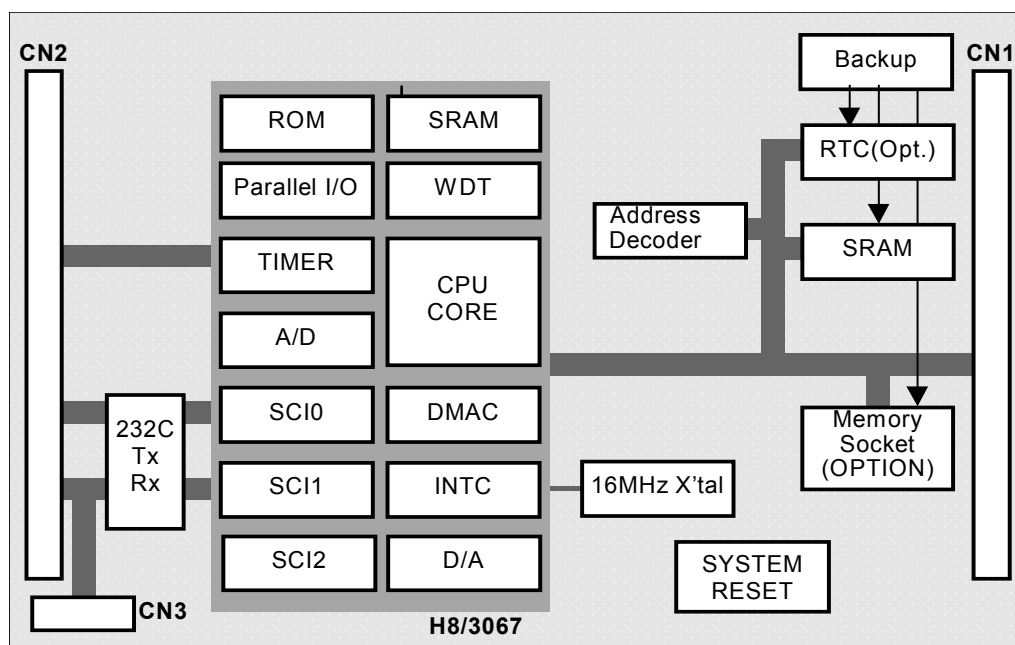 CN2
Backup
CN1
ROM
SRAM
RTC(Opt.)
Parallel I/O
WDT
Address
Decoder
SRAM
TIMER
CPU
CORE
A/D
SCI0
DMAC
232C
Tx
Rx
Memory
Socket
(OPTION)
SCI1
INTC
16MHz X'tal
SCI2
D/A
SYSTEM
RESET
CN3
H8/3067